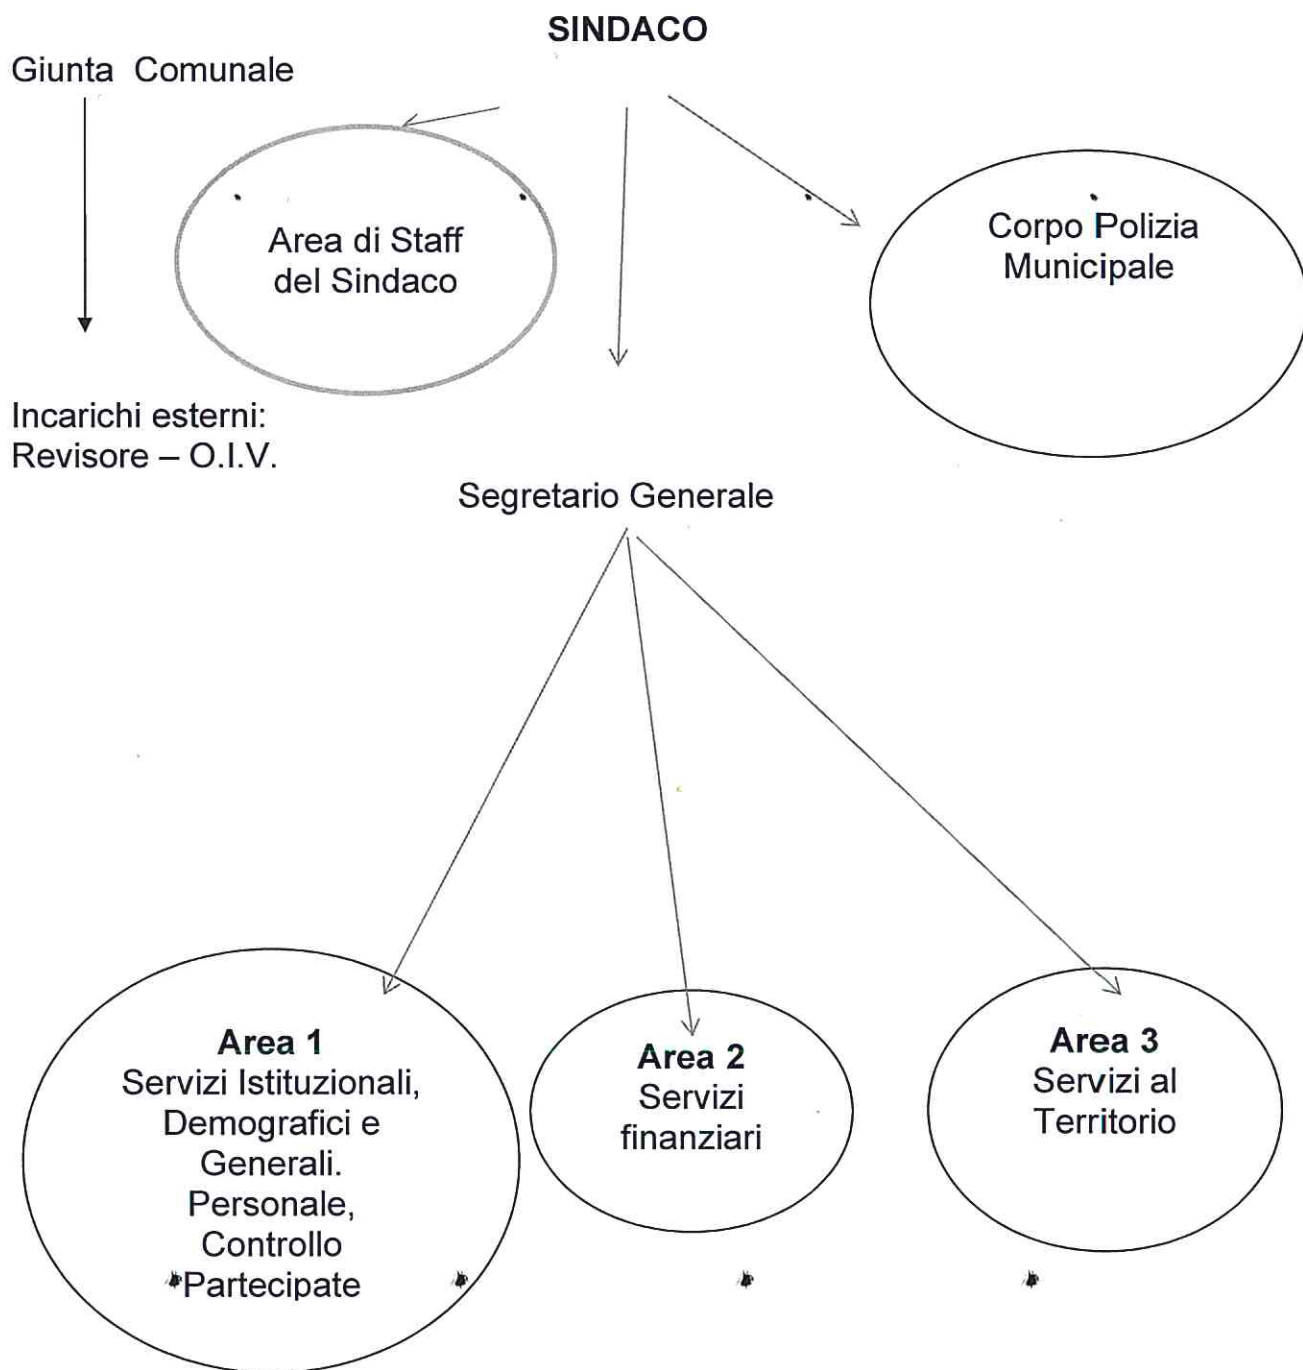 SINDACO
Giunta Comunale
Area di Staff
del Sindaco
Corpo Polizia
Municipale
Incarichi esterni:
Revisore – O.I.V.
Segretario Generale
Area 1
Servizi Istituzionali,
Demografici e
Generali.
Personale,
Controllo
Partecipate
Area 2
Servizi
finanziari
Area 3
Servizi al
Territorio